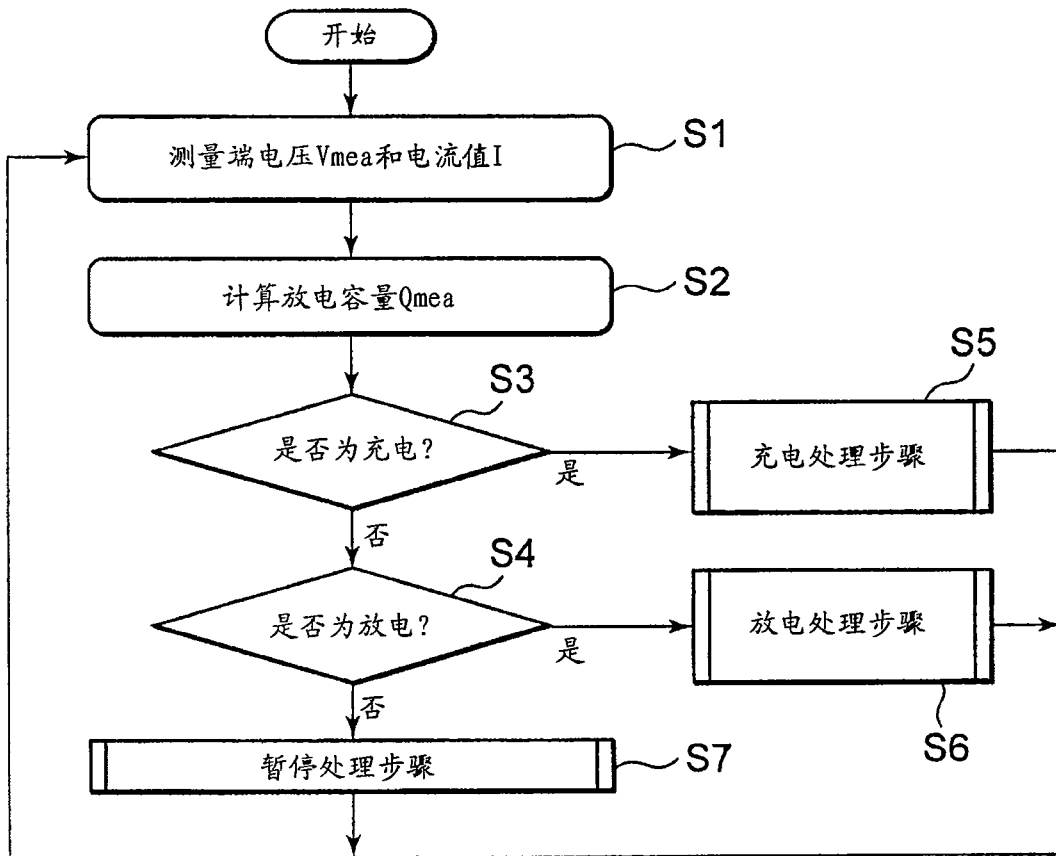 开始
测量端电压Vmea和电流值I
S1
计算放电容量Qmea
S2
是否为充电?
S3
是
充电处理步骤
S5
否
是否为放电?
S4
是
放电处理步骤
S6
否
暂停处理步骤
S7